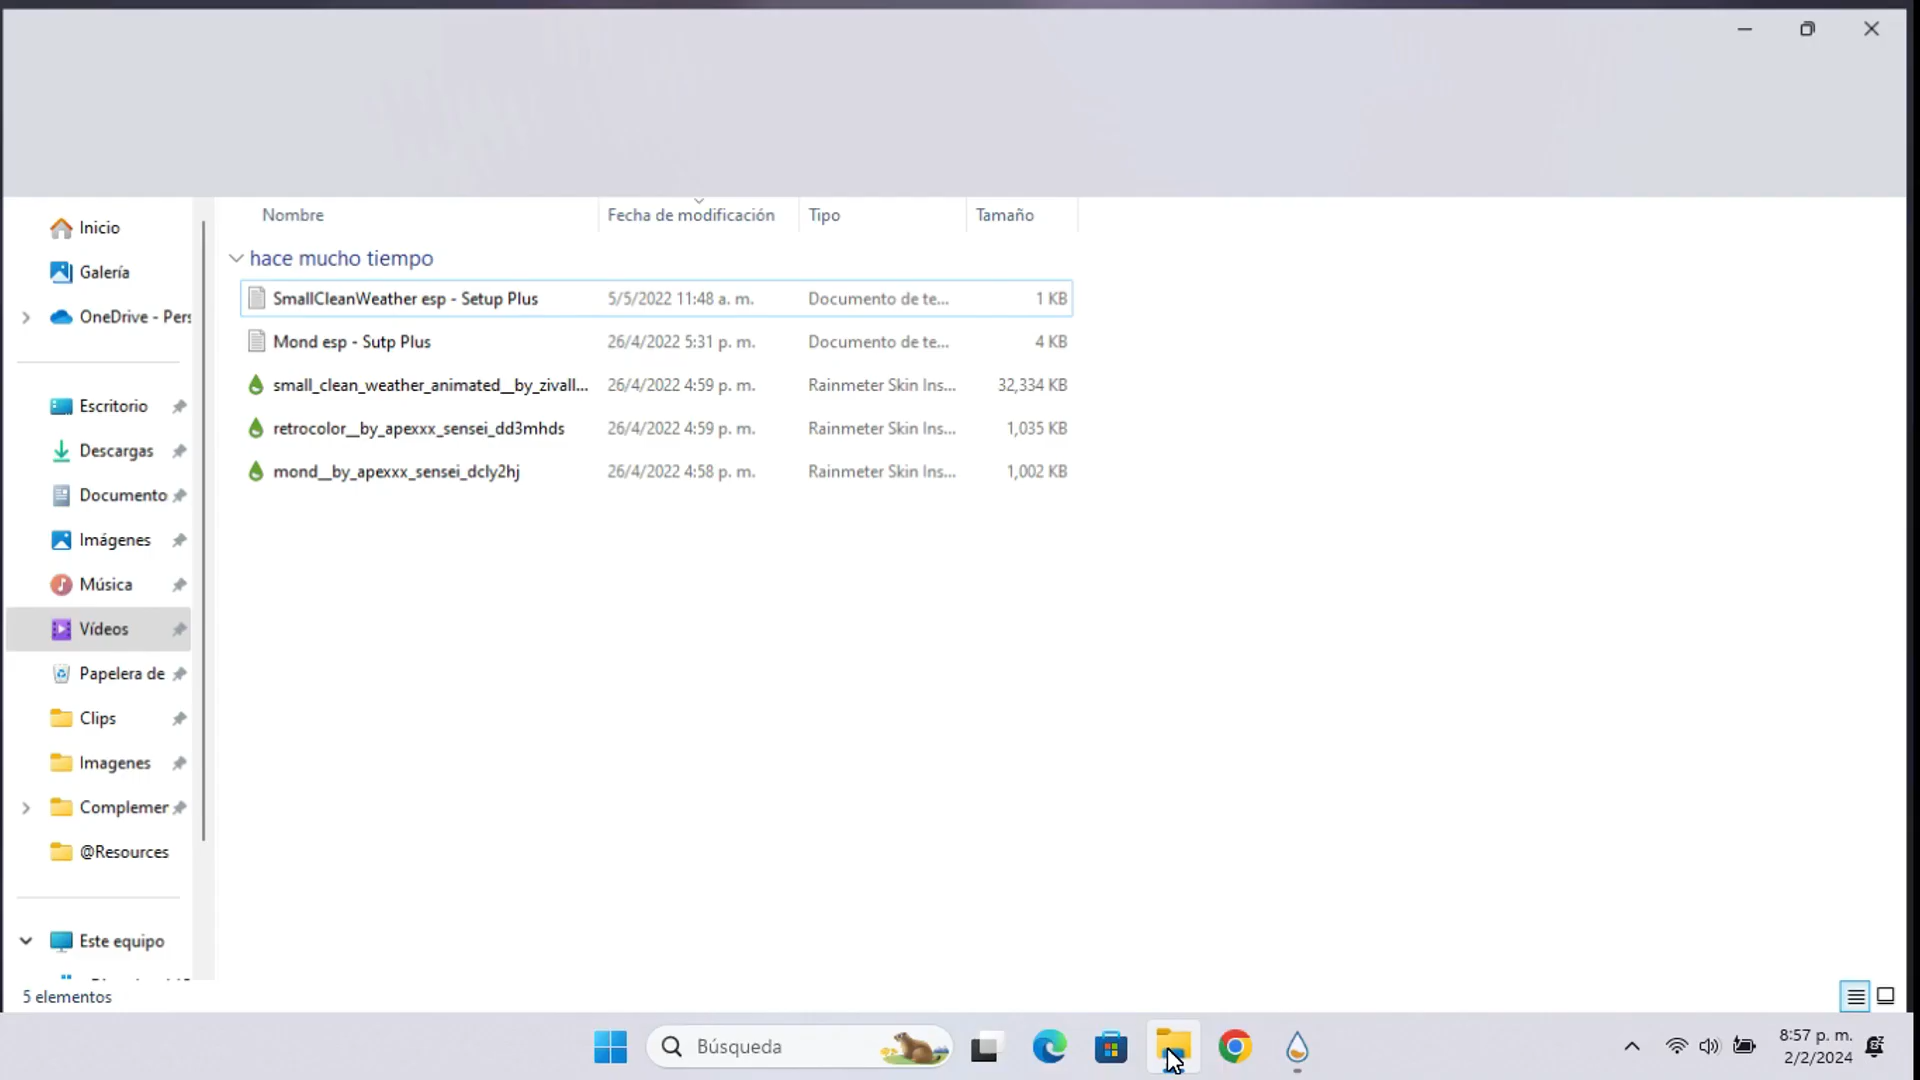 Nombre Fecha de modificación Tipo Tamaño
hace mucho tiempo
SmallCleanWeather esp - Setup Plus 5/5/2022 11:48 a. m. Documento de te... 1 KB
Mond esp - Sutp Plus 26/4/2022 5:31 p. m. Documento de te... 4 KB
small_clean_weather_animated__by_zivall... 26/4/2022 4:59 p. m. Rainmeter Skin Ins... 32,334 KB
retrocolor__by_apexxx_sensei_dd3mhds 26/4/2022 4:59 p. m. Rainmeter Skin Ins... 1,035 KB
mond__by_apexxx_sensei_dcly2hj 26/4/2022 4:58 p. m. Rainmeter Skin Ins... 1,002 KB
Inicio
Galería
OneDrive - Pers
Escritorio
Descargas
Documento
Imágenes
Música
Vídeos
Papelera de
Clips
Imagenes
Complemen
@Resources
Este equipo
5 elementos
Búsqueda
8:57 p. m.
2/2/2024